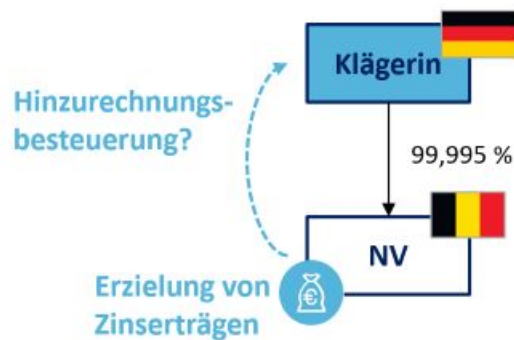 Klägerin
Hinzurechnungs-
besteuerung?
99,995 %
NV
€
Erzielung von
Zinserträgen